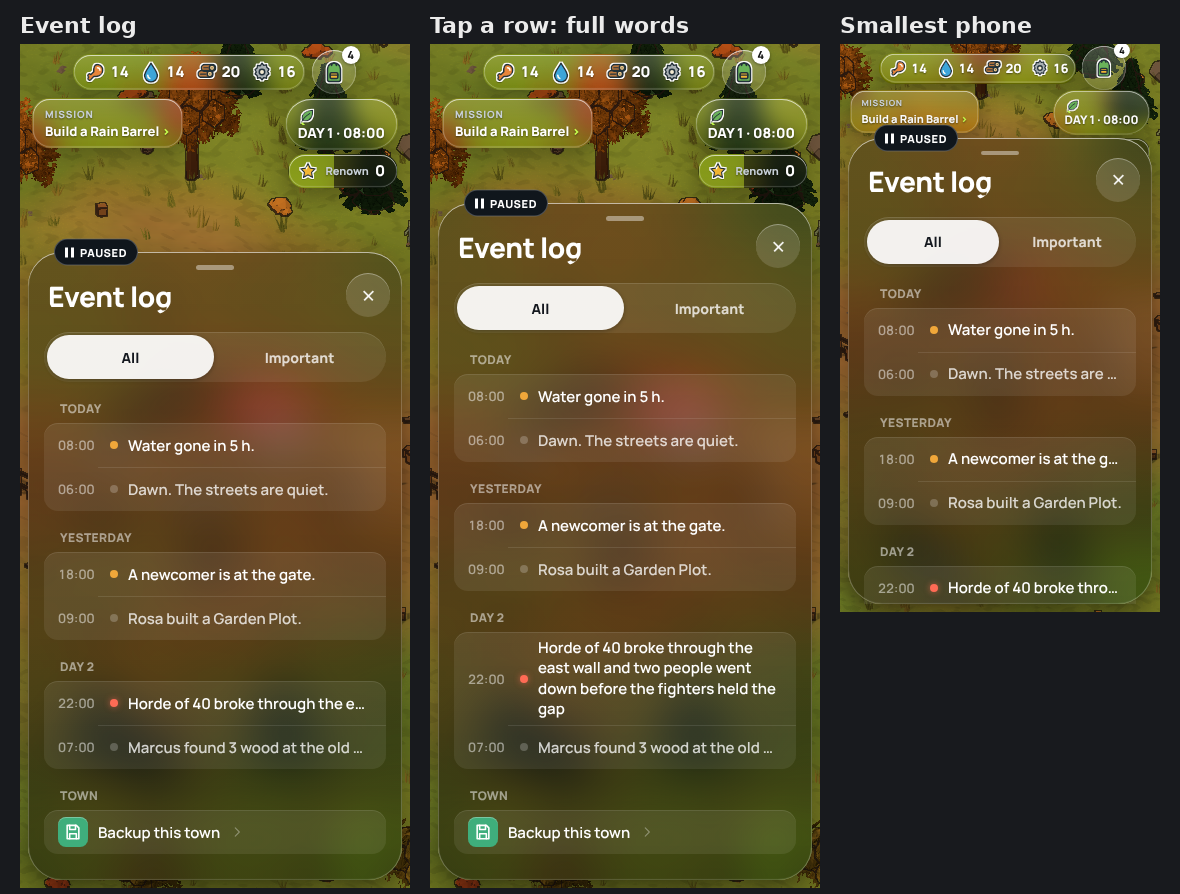 Event log
14 14 20 16 4
MISSION
Build a Rain Barrel ›
DAY 1 · 08:00
Renown 0
PAUSED
Event log
All Important
TODAY
08:00 Water gone in 5 h.
06:00 Dawn. The streets are quiet.
YESTERDAY
18:00 A newcomer is at the gate.
09:00 Rosa built a Garden Plot.
DAY 2
22:00 Horde of 40 broke through the e…
07:00 Marcus found 3 wood at the old …
TOWN
Backup this town
Tap a row: full words
14 14 20 16 4
MISSION
Build a Rain Barrel ›
DAY 1 · 08:00
Renown 0
PAUSED
Event log
All Important
TODAY
08:00 Water gone in 5 h.
06:00 Dawn. The streets are quiet.
YESTERDAY
18:00 A newcomer is at the gate.
09:00 Rosa built a Garden Plot.
DAY 2
22:00 Horde of 40 broke through the
east wall and two people went
down before the fighters held the
gap
07:00 Marcus found 3 wood at the old …
TOWN
Backup this town
Smallest phone
14 14 20 16 4
MISSION
Build a Rain Barrel ›
DAY 1 · 08:00
PAUSED
Event log
All Important
TODAY
08:00 Water gone in 5 h.
06:00 Dawn. The streets are …
YESTERDAY
18:00 A newcomer is at the g…
09:00 Rosa built a Garden Plot.
DAY 2
22:00 Horde of 40 broke thro…